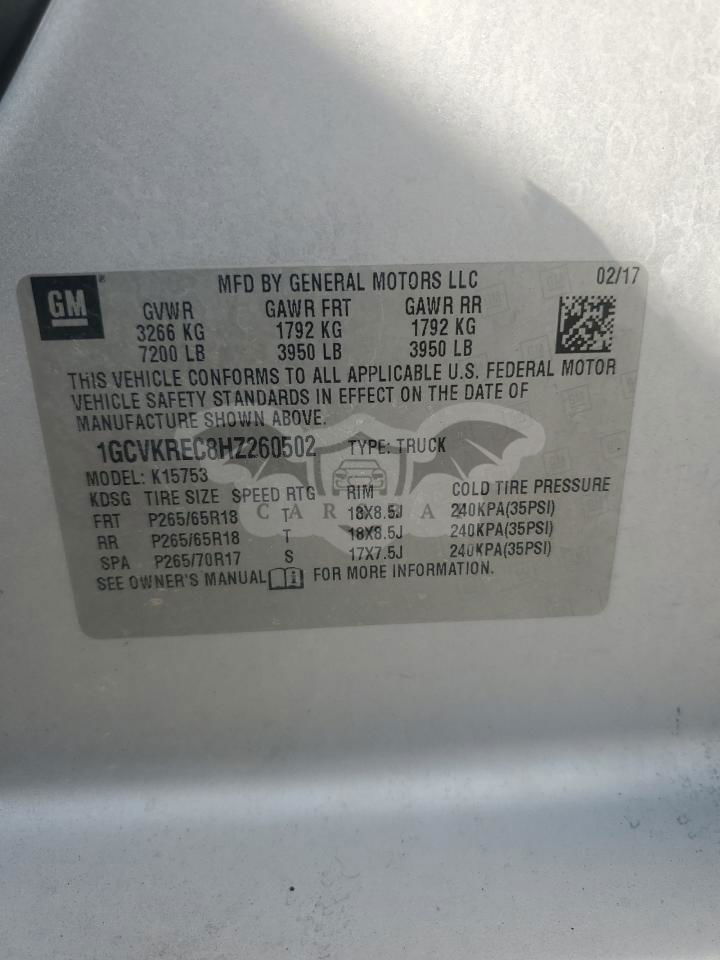 GM
MFD BY GENERAL MOTORS LLC 02/17
GVWR GAWR FRT GAWR RR
3266 KG 1792 KG 1792 KG
7200 LB 3950 LB 3950 LB
THIS VEHICLE CONFORMS TO ALL APPLICABLE U.S. FEDERAL MOTOR
VEHICLE SAFETY STANDARDS IN EFFECT ON THE DATE OF
MANUFACTURE SHOWN ABOVE.
1GCVKREC8HZ260502 TYPE: TRUCK
MODEL: K15753
KDSG TIRE SIZE SPEED RTG RIM COLD TIRE PRESSURE
FRT P265/65R18 T 18X8.5J 240KPA(35PSI)
RR P265/65R18 T 18X8.5J 240KPA(35PSI)
SPA P265/70R17 S 17X7.5J 240KPA(35PSI)
SEE OWNER'S MANUAL FOR MORE INFORMATION.